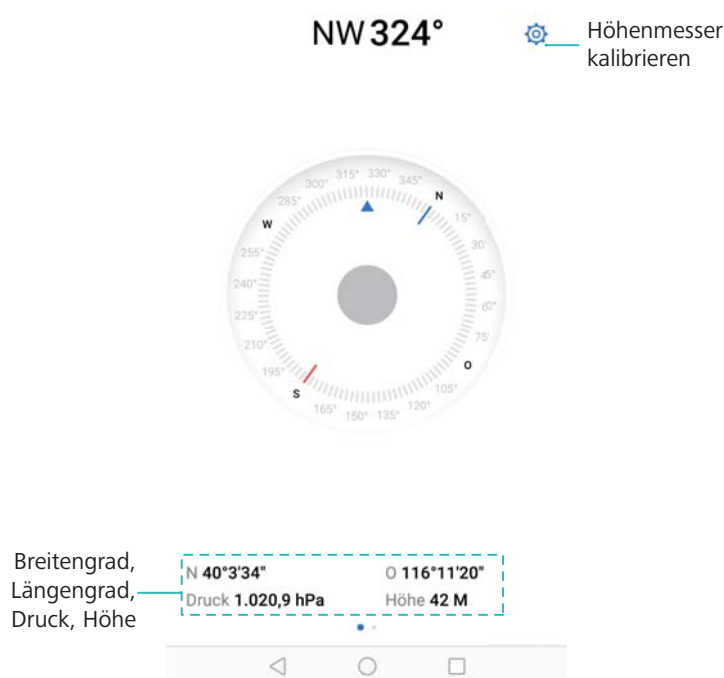 NW 324°
Höhenmesser
kalibrieren
315° 330°
300°
345°
285°
N
W
15°
255°
30°
240°
45°
225°
60°
210°
75°
195°
O
S
105°
165°
150° 135°
120°
Breitengrad,
Längengrad,
Druck, Höhe
N 40°3'34" O 116°11'20"
Druck 1.020,9 hPa Höhe 42 M